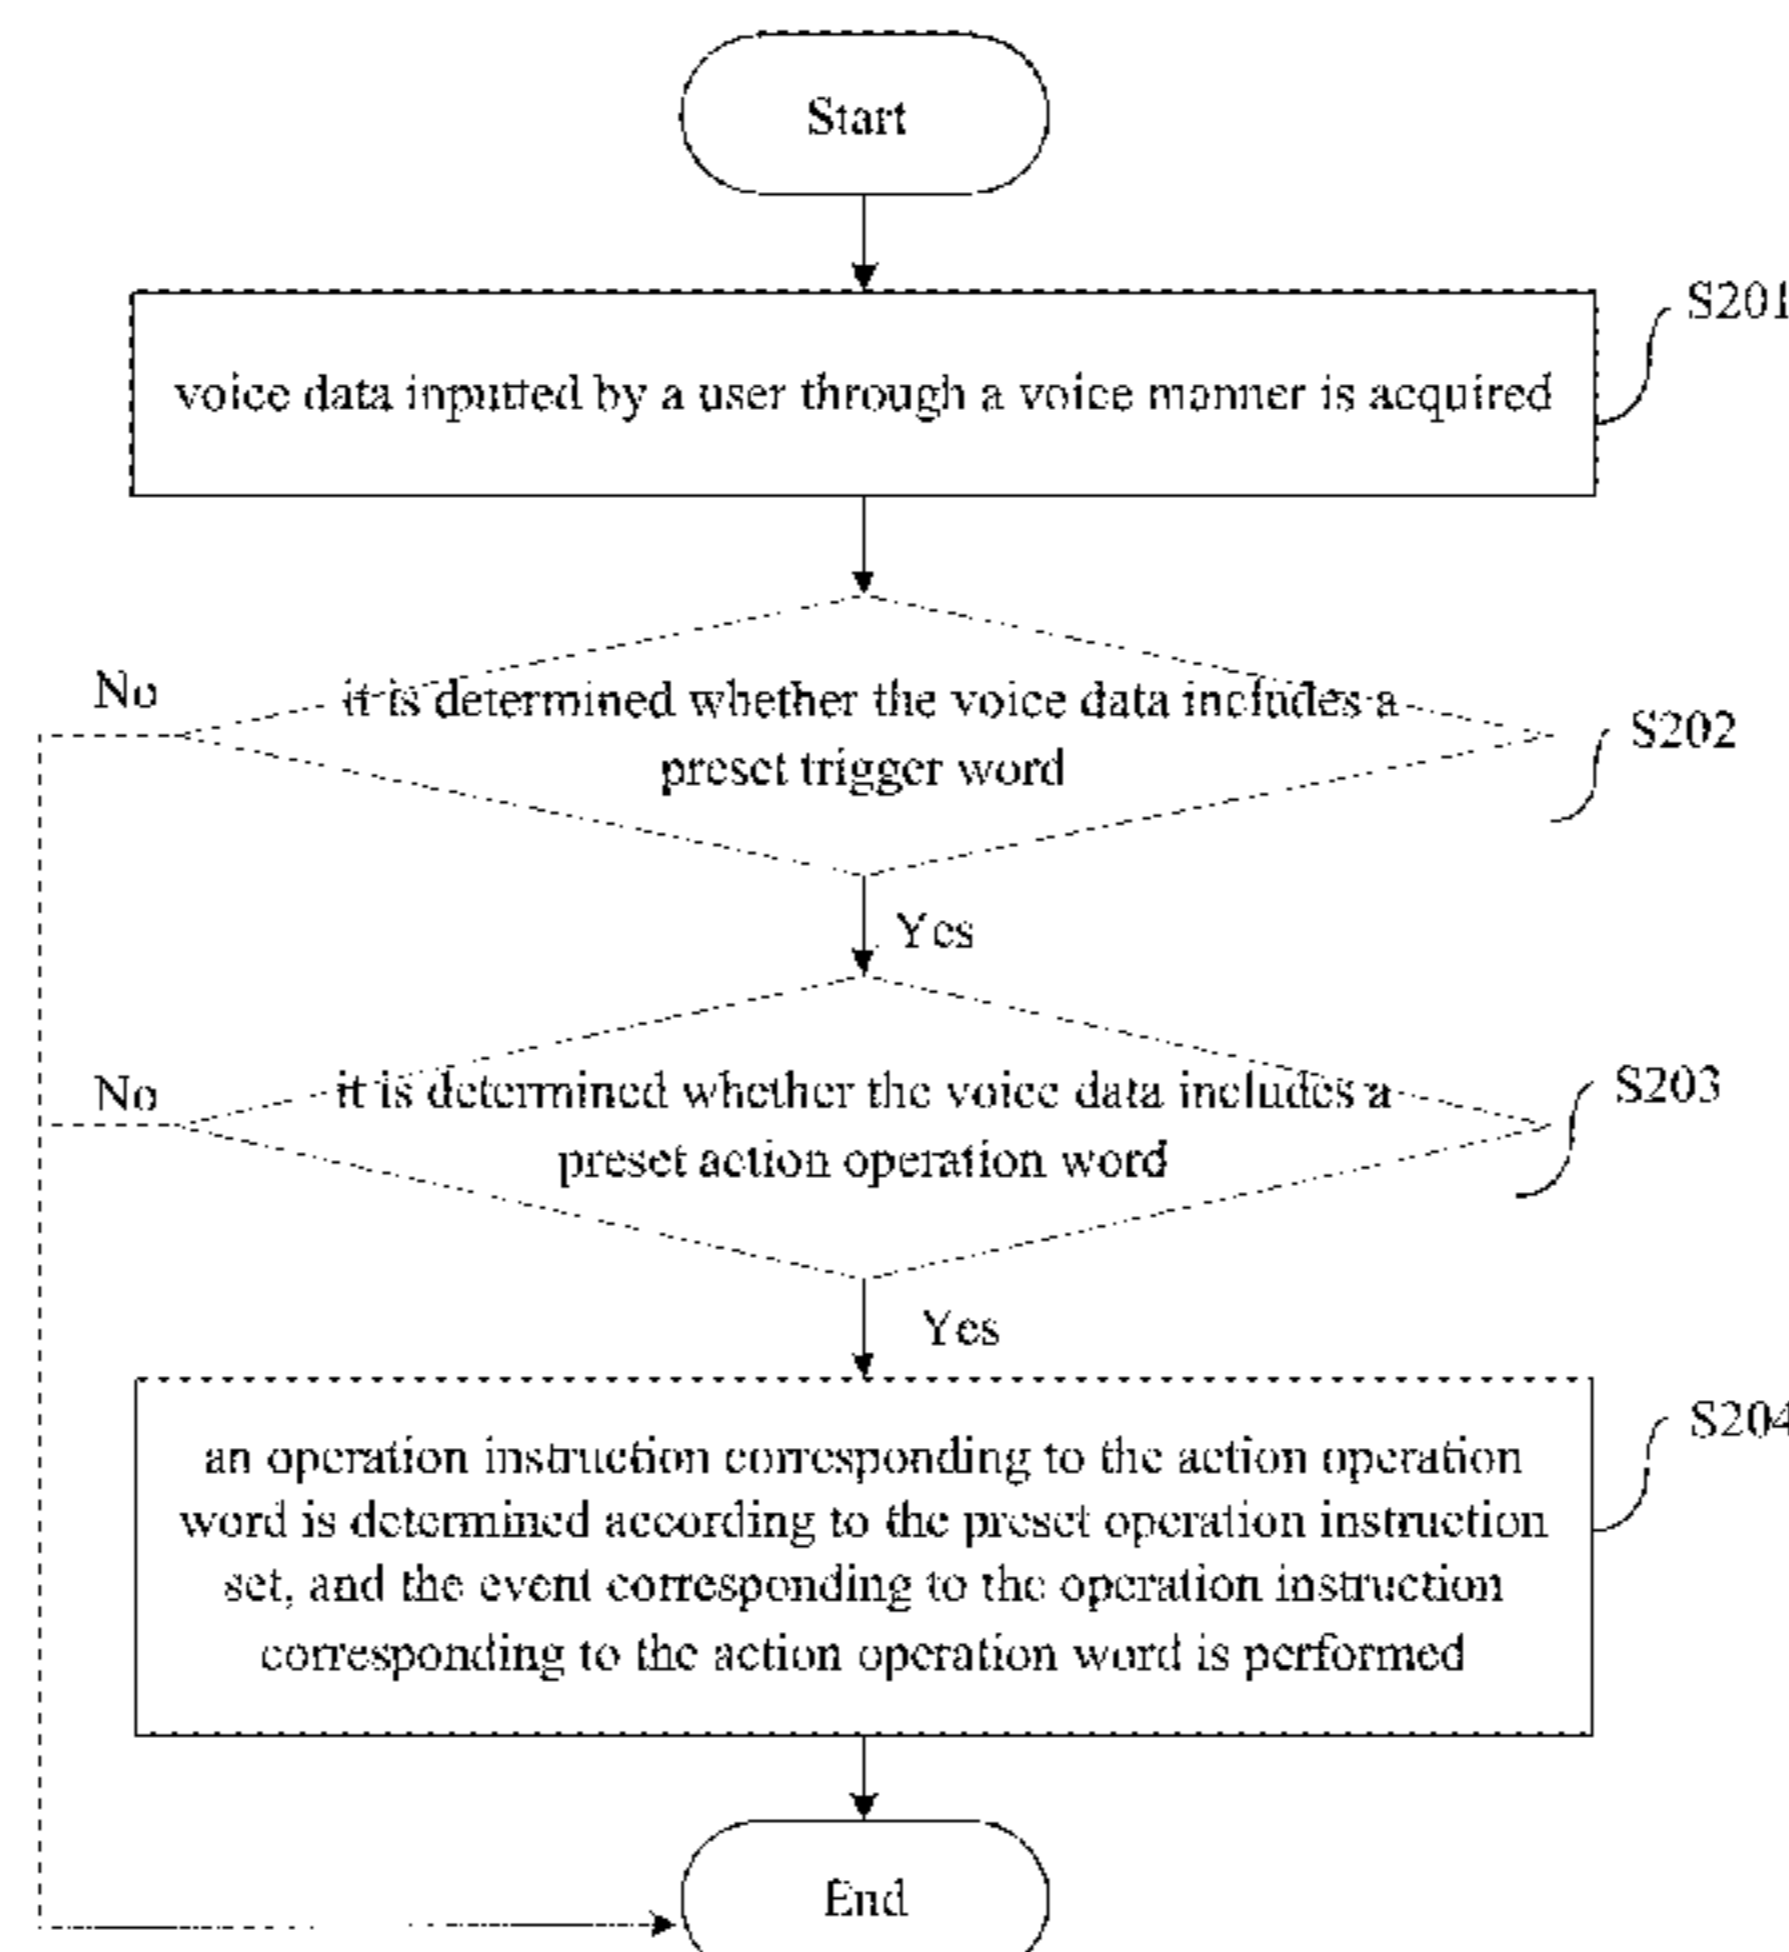 Start
S201
voice data inputted by a user through a voice manner is acquired
No
it is determined whether the voice data includes a
preset trigger word
S202
Yes
No
it is determined whether the voice data includes a
preset action operation word
S203
Yes
S204
an operation instruction corresponding to the action operation
word is determined according to the preset operation instruction
set, and the event corresponding to the operation instruction
corresponding to the action operation word is performed
End